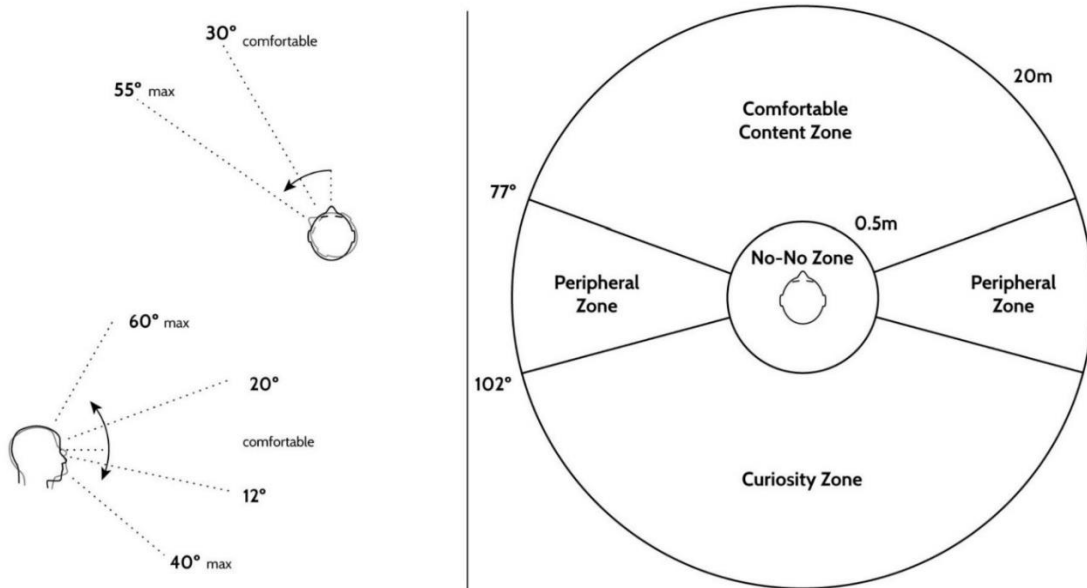 30° comfortable
55° max
60° max
20°
comfortable
12°
40° max
20m
Comfortable
Content Zone
77°
0.5m
No-No Zone
Peripheral
Zone
Peripheral
Zone
102°
Curiosity Zone